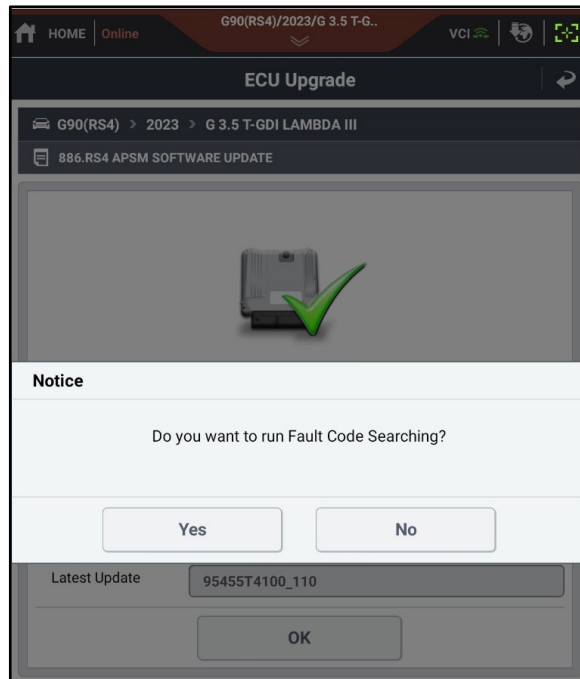 G90(RS4)/2023/G 3.5 T-G..
HOME Online
VCI
ECU Upgrade
G90(RS4) > 2023 > G 3.5 T-GDI LAMBDA III
886.RS4 APSM SOFTWARE UPDATE
Notice
Do you want to run Fault Code Searching?
Yes No
Latest Update 95455T4100_110
OK